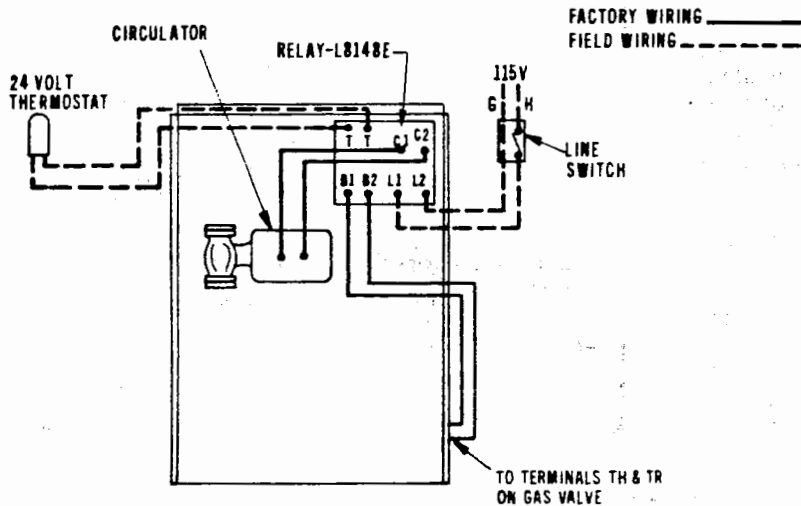 FACTORY WIRING
FIELD WIRING
CIRCULATOR
RELAY-L8148E
24 VOLT
THERMOSTAT
115V
G H
LINE
SWITCH
T T C1 C2
B1 B2 L1 L2
TO TERMINALS TH & TR
ON GAS VALVE